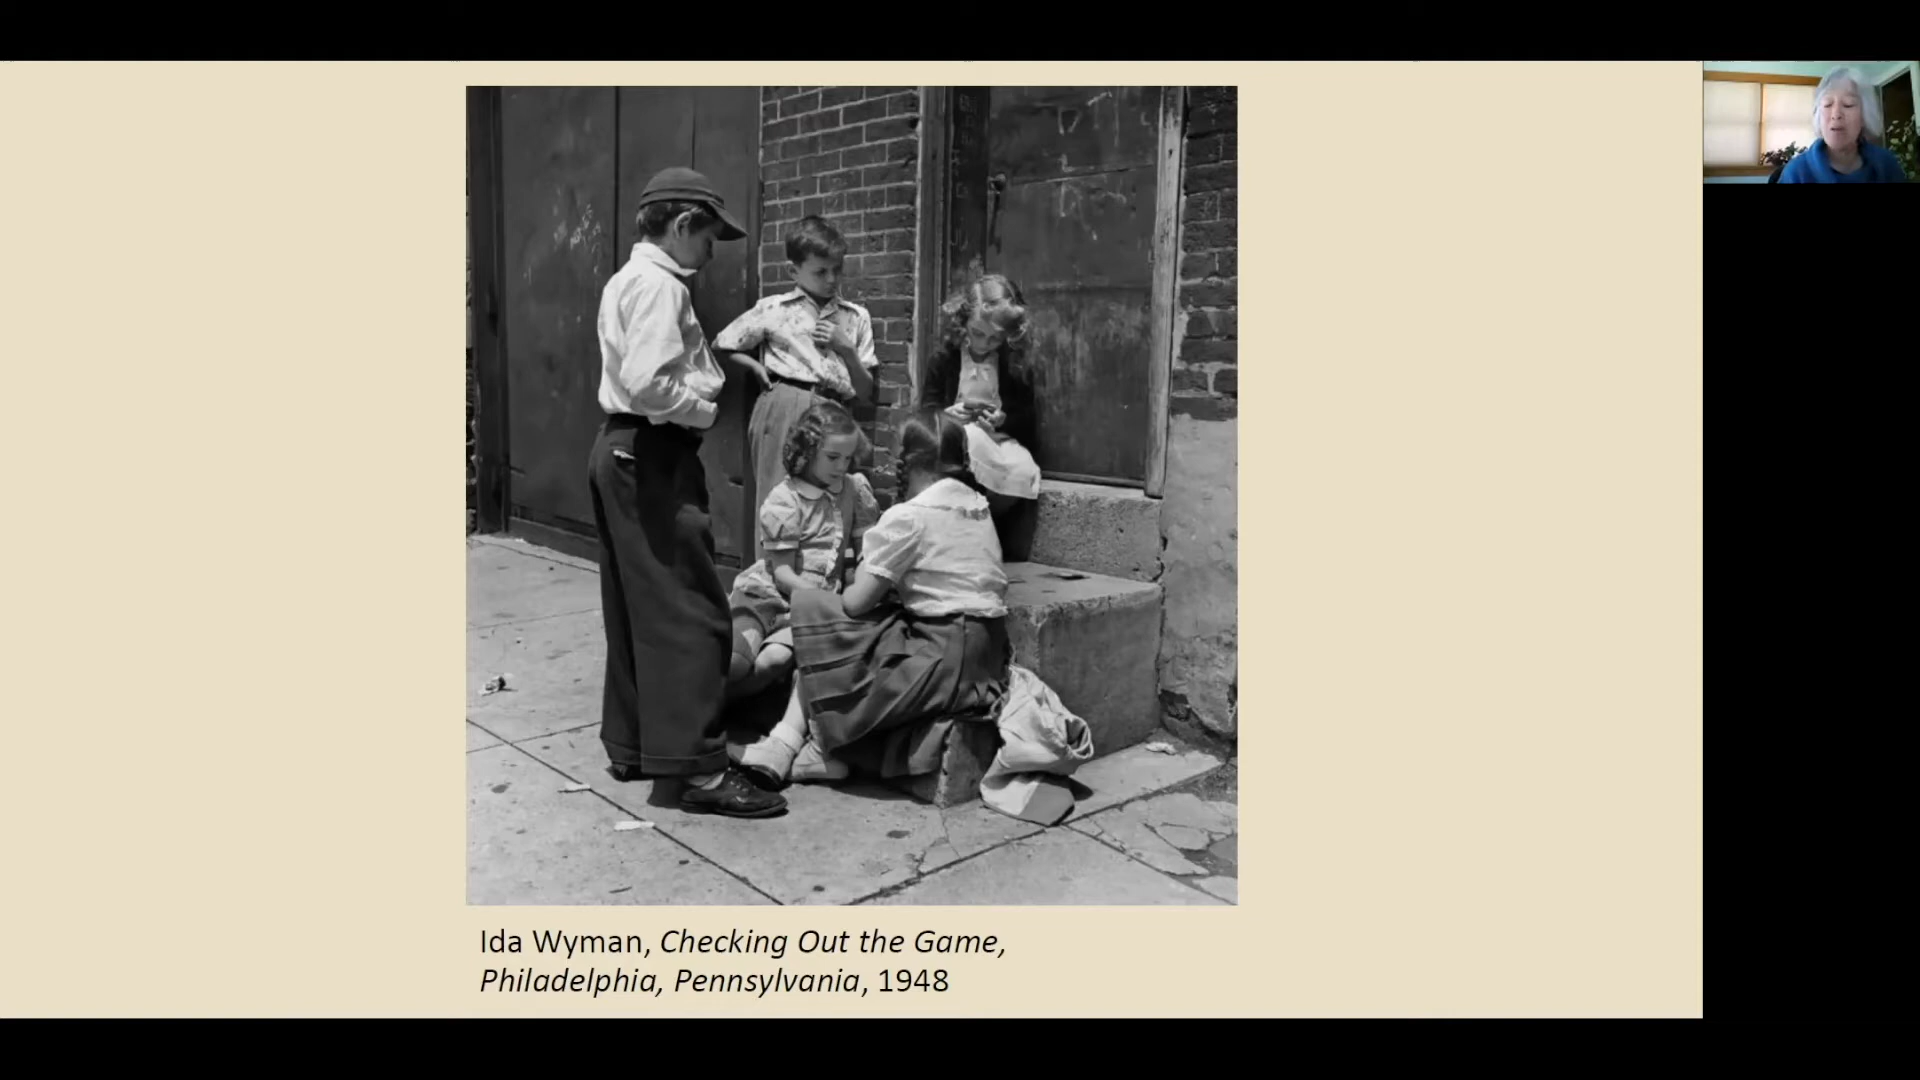 Ida Wyman, Checking Out the Game,
Philadelphia, Pennsylvania, 1948